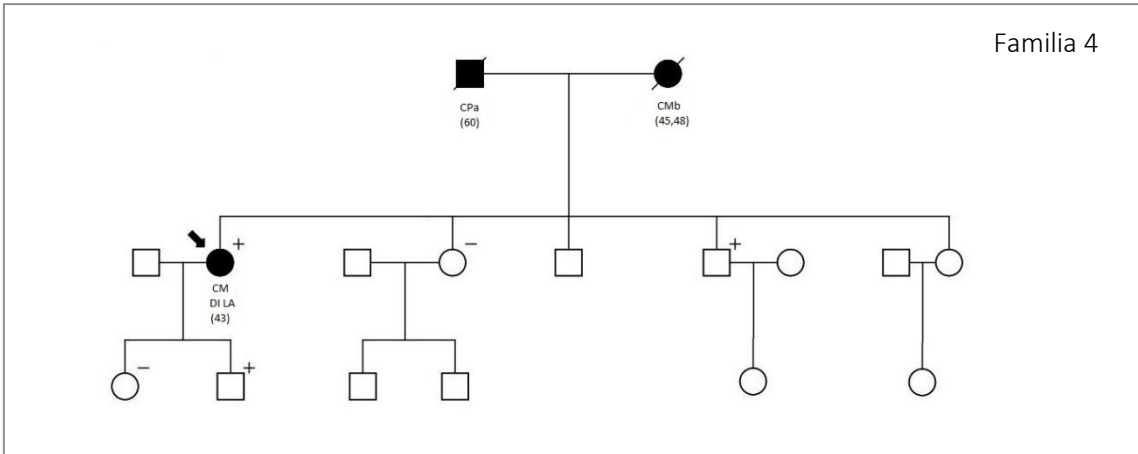 Familia 4
CPa
(60)
CMb
(45,48)
+
−
+
CM
DI LA
(43)
−
+